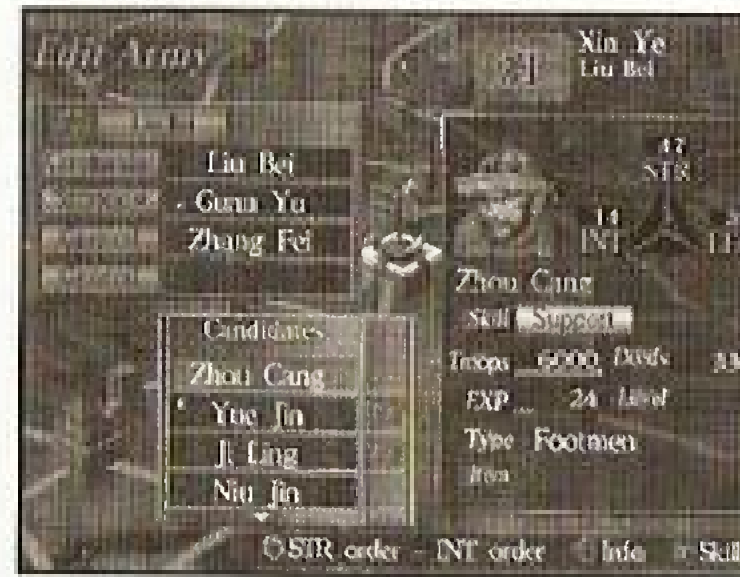 Edit Army
Xin Ye
Liu Bei
Liu Bei
Guan Yu
Zhang Fei
STR
INT
Zhou Cang
Skill Support
Candidates
Troops 6000
Zhou Cang
EXP 24 Level
Yue Jin
Type Footmen
Ji Ling
Item
Niu Jin
STR order - INT order Info Skill